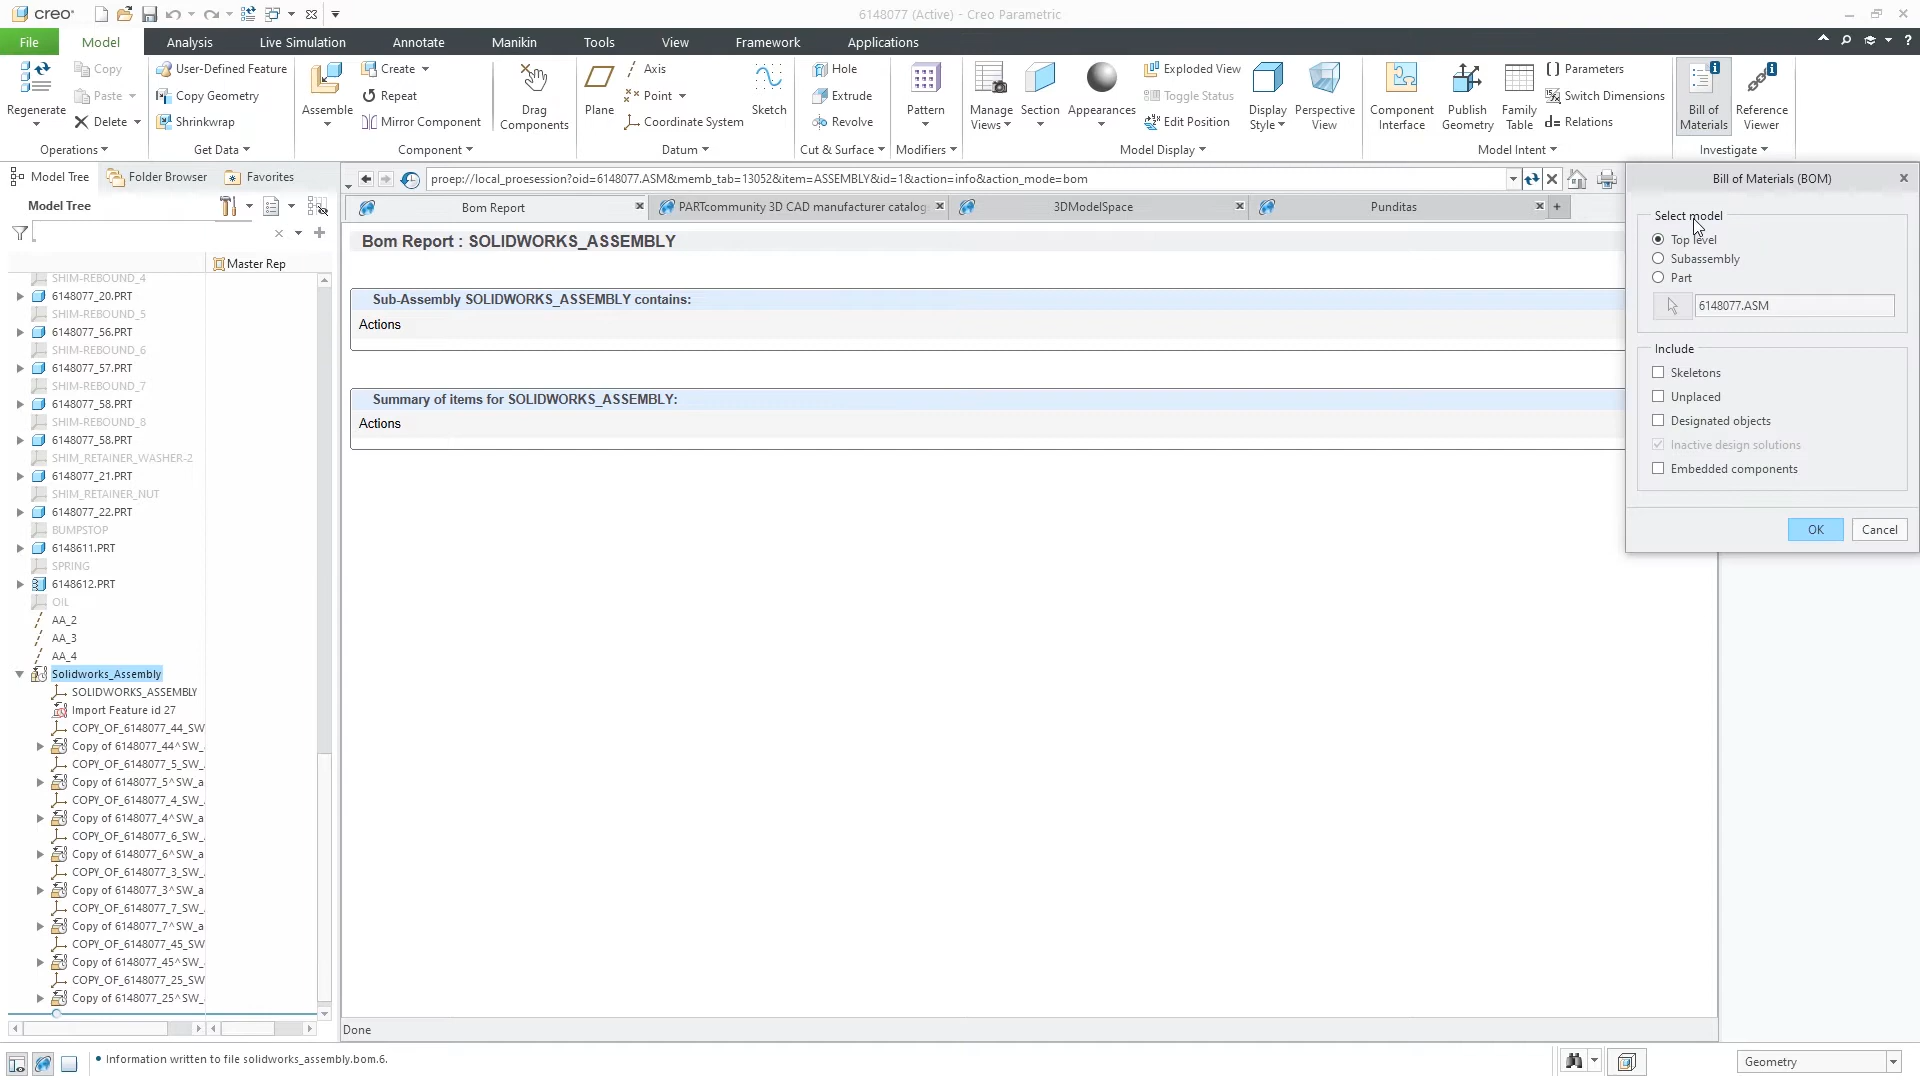 creo
6148077 (Active) - Creo Parametric
File
Model
Analysis
Live Simulation
Annotate
Manikin
Tools
View
Framework
Applications
Regenerate
Copy
Paste
Delete
Operations
User-Defined Feature
Copy Geometry
Shrinkwrap
Get Data
Assemble
Create
Repeat
Mirror Component
Drag
Components
Component
Plane
Axis
Point
Coordinate System
Sketch
Datum
Hole
Extrude
Revolve
Cut & Surface
Pattern
Modifiers
Manage
Views
Section
Appearances
Exploded View
Toggle Status
Edit Position
Display
Style
Perspective
View
Model Display
Component
Interface
Publish
Geometry
Family
Table
Parameters
Switch Dimensions
d= Relations
Model Intent
Bill of
Materials
Reference
Viewer
Investigate
Model Tree
Folder Browser
Favorites
Model Tree
Master Rep
SHIM-REBOUND_4
6148077_20.PRT
SHIM-REBOUND_5
6148077_56.PRT
SHIM-REBOUND_6
6148077_57.PRT
SHIM-REBOUND_7
6148077_58.PRT
SHIM-REBOUND_8
6148077_58.PRT
SHIM_RETAINER_WASHER-2
6148077_21.PRT
SHIM_RETAINER_NUT
6148077_22.PRT
BUMPSTOP
6148611.PRT
SPRING
6148612.PRT
OIL
AA_2
AA_3
AA_4
Solidworks_Assembly
SOLIDWORKS_ASSEMBLY
Import Feature id 27
COPY_OF_6148077_44_SW
Copy of 6148077_44^SW_
COPY_OF_6148077_5_SW_
Copy of 6148077_5^SW_a
COPY_OF_6148077_4_SW_
Copy of 6148077_4^SW_a
COPY_OF_6148077_6_SW_
Copy of 6148077_6^SW_a
COPY_OF_6148077_3_SW_
Copy of 6148077_3^SW_a
COPY_OF_6148077_7_SW_
Copy of 6148077_7^SW_a
COPY_OF_6148077_45_SW
Copy of 6148077_45^SW_
COPY_OF_6148077_25_SW
Copy of 6148077_25^SW_
proep://local_proesession?oid=6148077.ASM&memb_tab=13052&item=ASSEMBLY&id=1&action=info&action_mode=bom
Bom Report
PARTcommunity 3D CAD manufacturer catalog
3DModelSpace
Punditas
Bom Report : SOLIDWORKS_ASSEMBLY
Sub-Assembly SOLIDWORKS_ASSEMBLY contains:
Actions
Summary of items for SOLIDWORKS_ASSEMBLY:
Actions
Done
Bill of Materials (BOM)
Select model
Top level
Subassembly
Part
6148077.ASM
Include
Skeletons
Unplaced
Designated objects
Inactive design solutions
Embedded components
OK
Cancel
• Information written to file solidworks_assembly.bom.6.
Geometry